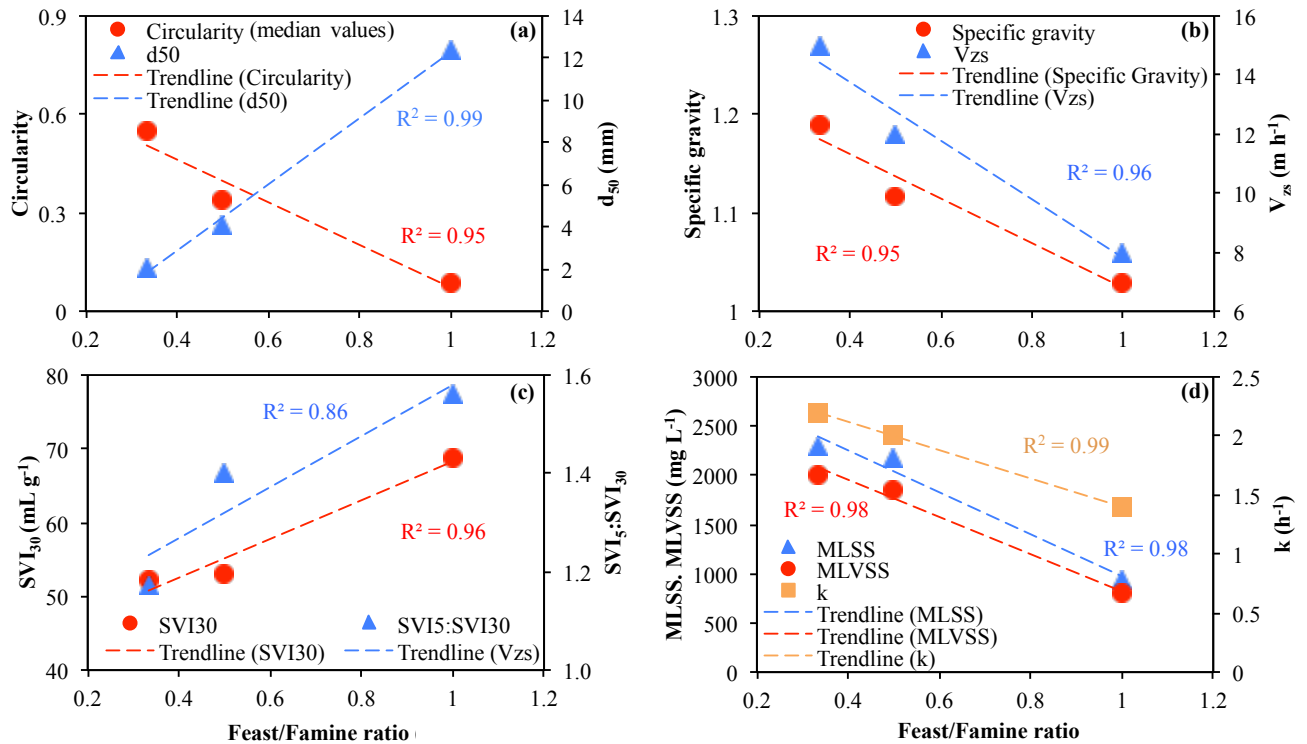 0.9
0.6
0.3
0
Circularity
14
12
10
8
6
4
2
0
d₅₀ (mm)
(a)
Circularity (median values)
d50
Trendline (Circularity)
Trendline (d50)
R² = 0.99
R² = 0.95
0.2 0.4 0.6 0.8 1 1.2
1.3
1.2
1.1
1
Specific gravity
16
14
12
10
8
6
V_zs (m h⁻¹)
(b)
Specific gravity
Vzs
Trendline (Specific Gravity)
Trendline (Vzs)
R² = 0.96
R² = 0.95
0.2 0.4 0.6 0.8 1 1.2
80
70
60
50
40
SVI₃₀ (mL g⁻¹)
1.6
1.4
1.2
1.0
SVI₅:SVI₃₀
(c)
R² = 0.86
R² = 0.96
SVI30 SVI5:SVI30
Trendline (SVI30) Trendline (Vzs)
0.2 0.4 0.6 0.8 1 1.2
Feast/Famine ratio
3000
2500
2000
1500
1000
500
0
MLSS. MLVSS (mg L⁻¹)
2.5
2
1.5
1
0.5
0
k (h⁻¹)
(d)
R² = 0.99
R² = 0.98
R² = 0.98
MLSS
MLVSS
k
Trendline (MLSS)
Trendline (MLVSS)
Trendline (k)
0.2 0.4 0.6 0.8 1 1.2
Feast/Famine ratio